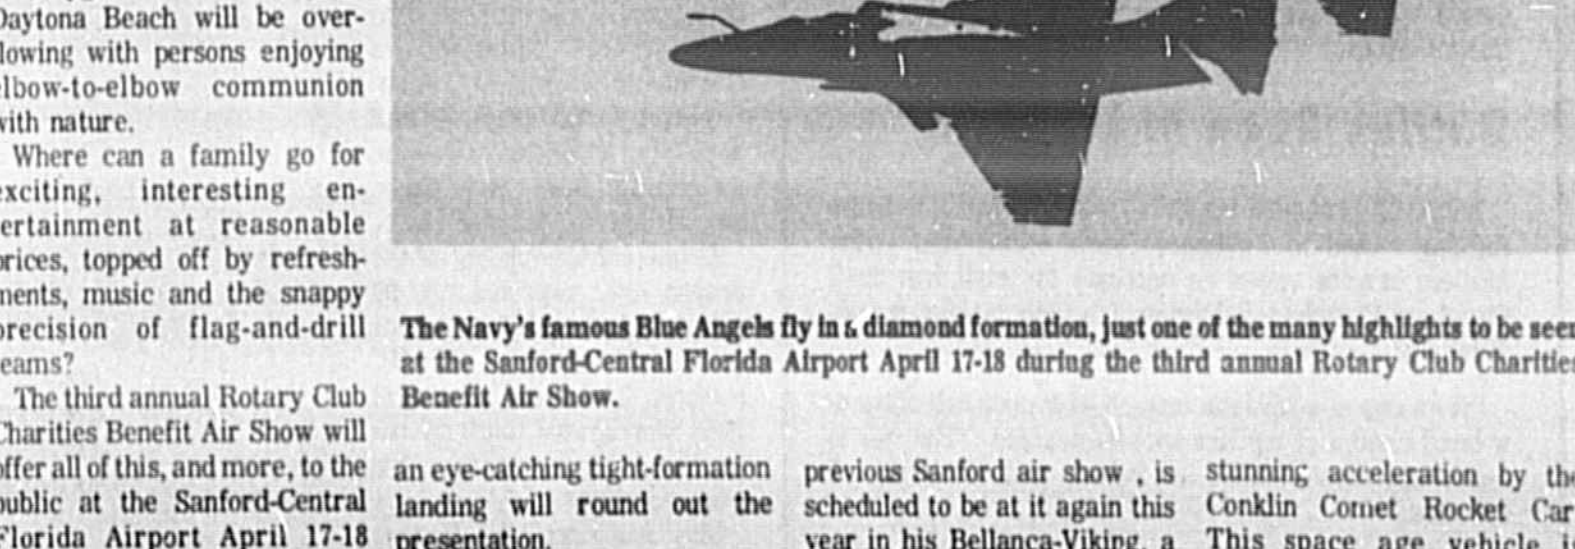 Daytona Beach will be over-
lowing with persons enjoying
elbow-to-elbow communion
with nature.
Where can a family go for
exciting, interesting en-
ertainment at reasonable
prices, topped off by refresh-
ments, music and the snappy
precision of flag-and-drill
teams?
The third annual Rotary Club
Charities Benefit Air Show will
offer all of this, and more, to the
public at the Sanford-Central
Florida Airport April 17-18
The Navy's famous Blue Angels fly in a diamond formation, just one of the many highlights to be seen
at the Sanford-Central Florida Airport April 17-18 during the third annual Rotary Club Charities
Benefit Air Show.
an eye-catching tight-formation
landing will round out the
presentation.
previous Sanford air show , is
scheduled to be at it again this
year in his Bellanca-Viking, a
stunning acceleration by the
Conklin Comet Rocket Car.
This space age vehicle is